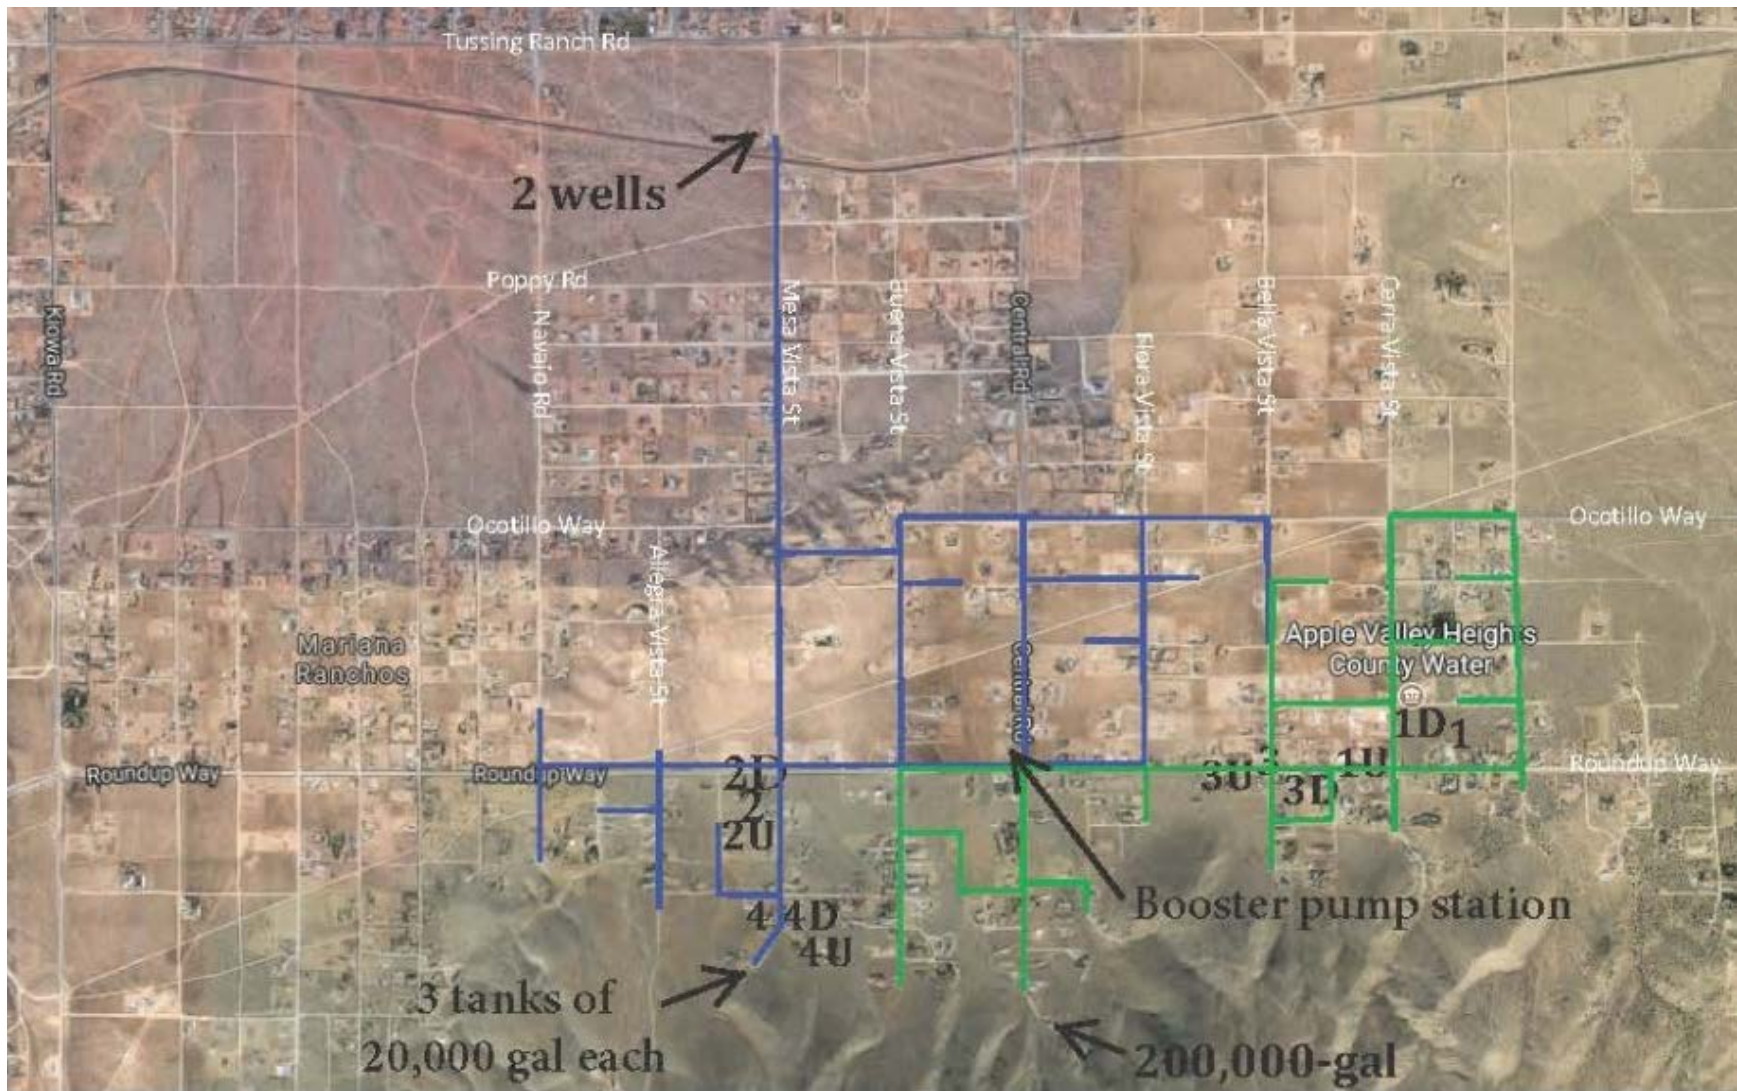 Tussing Ranch Rd
2 wells
Poppy Rd
Kiowa Rd
Navajo Rd
Mesa Vista St
Buena Vista St
Central Rd
Flora Vista St
Bella Vista St
Cerra Vista St
Ocotillo Way
Ocotillo Way
Allegra Vista St
Mariana
Ranchos
Central Rd
Apple Valley Heights
County Water
1D
1
Roundup Way
Roundup Way
2D
3U
3
1U
Roundup Way
2
3D
2U
4 4D
4U
Booster pump station
3 tanks of
20,000 gal each
200,000-gal